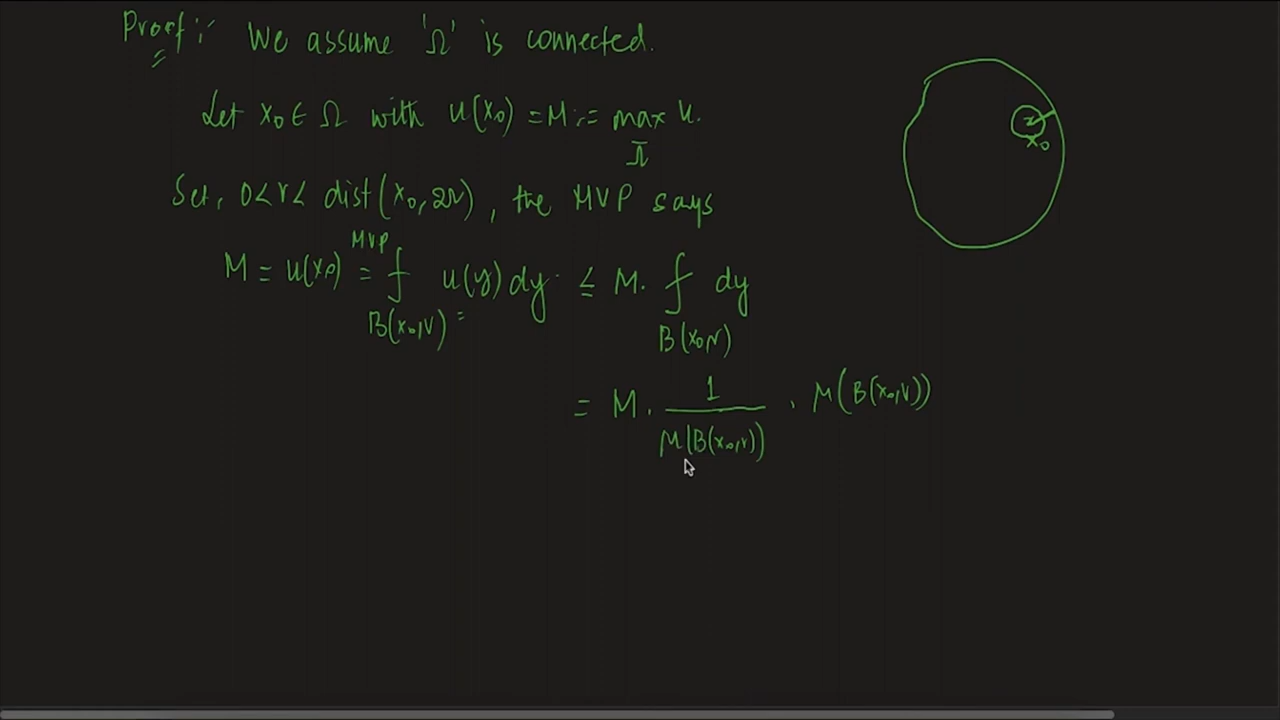 Proof :- We assume 'Ω' is connected.
Let x₀ ∈ Ω with u(x₀) = M := max u.
Ω̄
x₀
Set, 0<r< dist(x₀, ∂Ω), the MVP says
MVP
M = u(x₀) = ⨍ u(y) dy ≤ M. ⨍ dy
B(x₀,r) B(x₀,r)
= M . 1 / μ(B(x₀,r)) . μ(B(x₀,r))